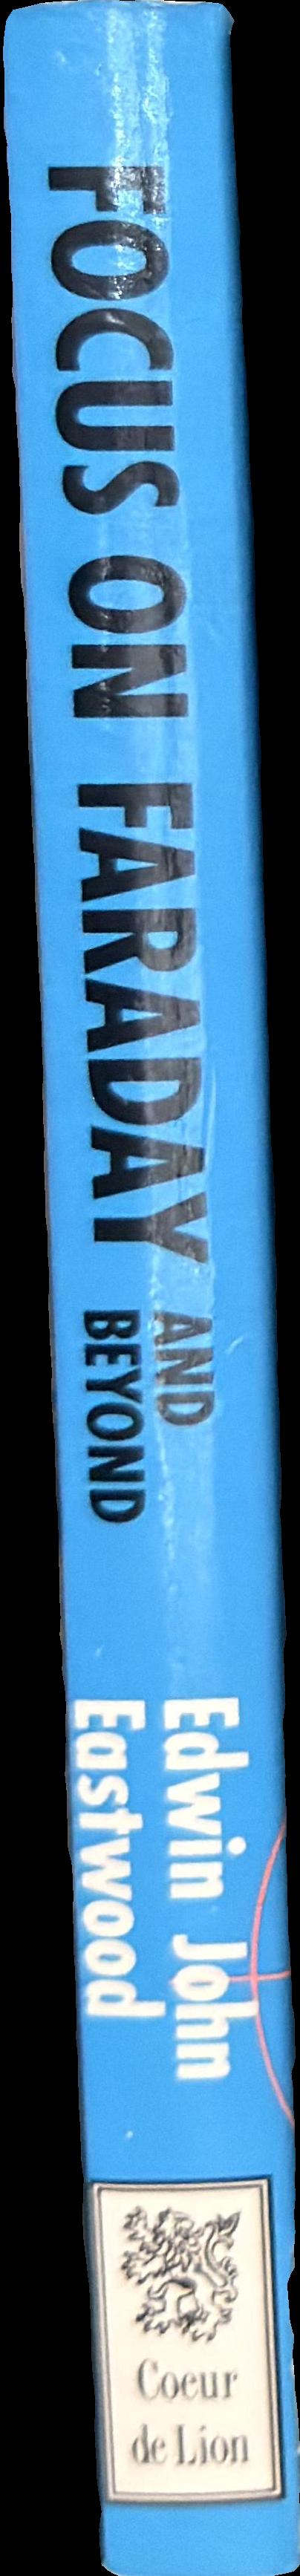 FOCUS ON FARADAY AND
BEYOND
Edwin John
Eastwood
Coeur
de Lion